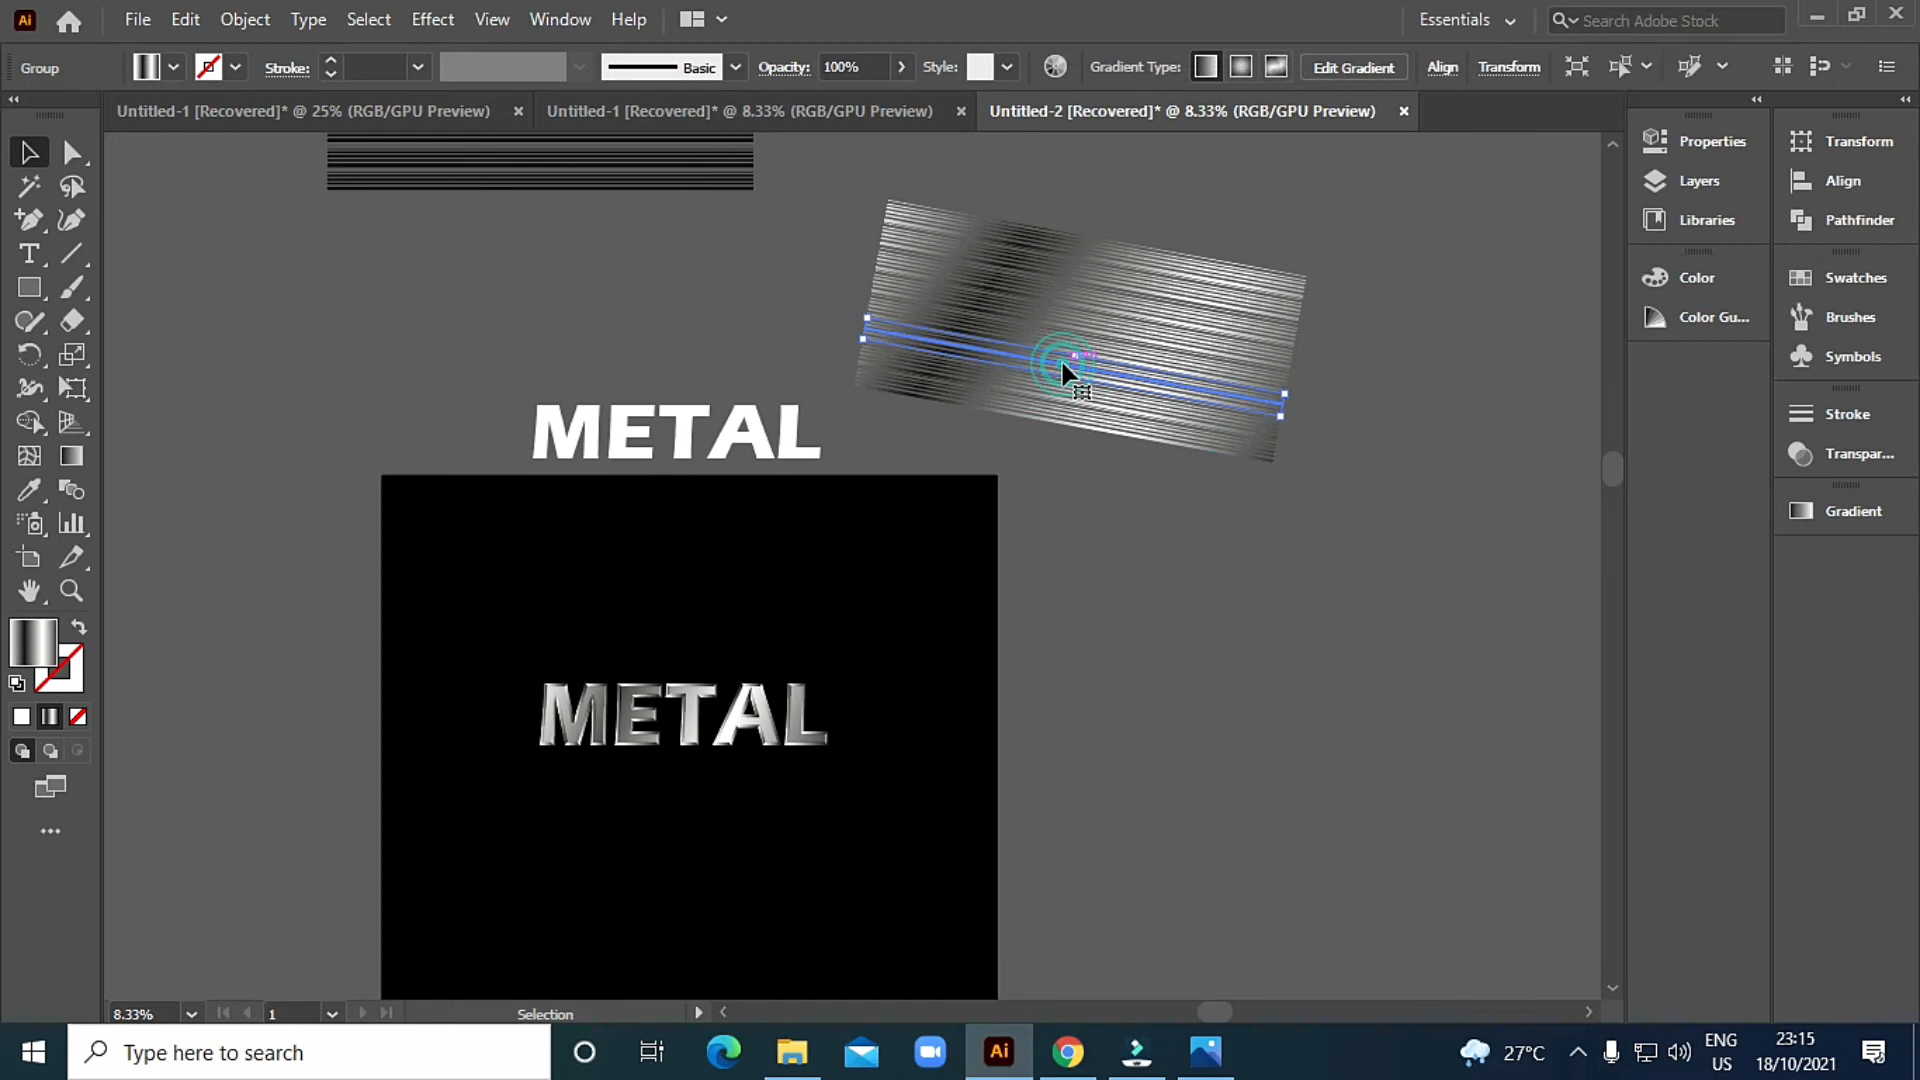 Ai File Edit Object Type Select Effect View Window Help Essentials Search Adobe Stock
Group Stroke: Basic Opacity: 100% Style: Gradient Type: Edit Gradient Align Transform
Untitled-1 [Recovered]* @ 25% (RGB/GPU Preview) Untitled-1 [Recovered]* @ 8.33% (RGB/GPU Preview) Untitled-2 [Recovered]* @ 8.33% (RGB/GPU Preview)
Properties
Layers
Libraries
Color
Color Gu...
Transform
Align
Pathfinder
Swatches
Brushes
Symbols
Stroke
Transpar...
Gradient
METAL
METAL
8.33% 1 Selection
Type here to search
Ai
27°C
ENG
US
23:15
18/10/2021